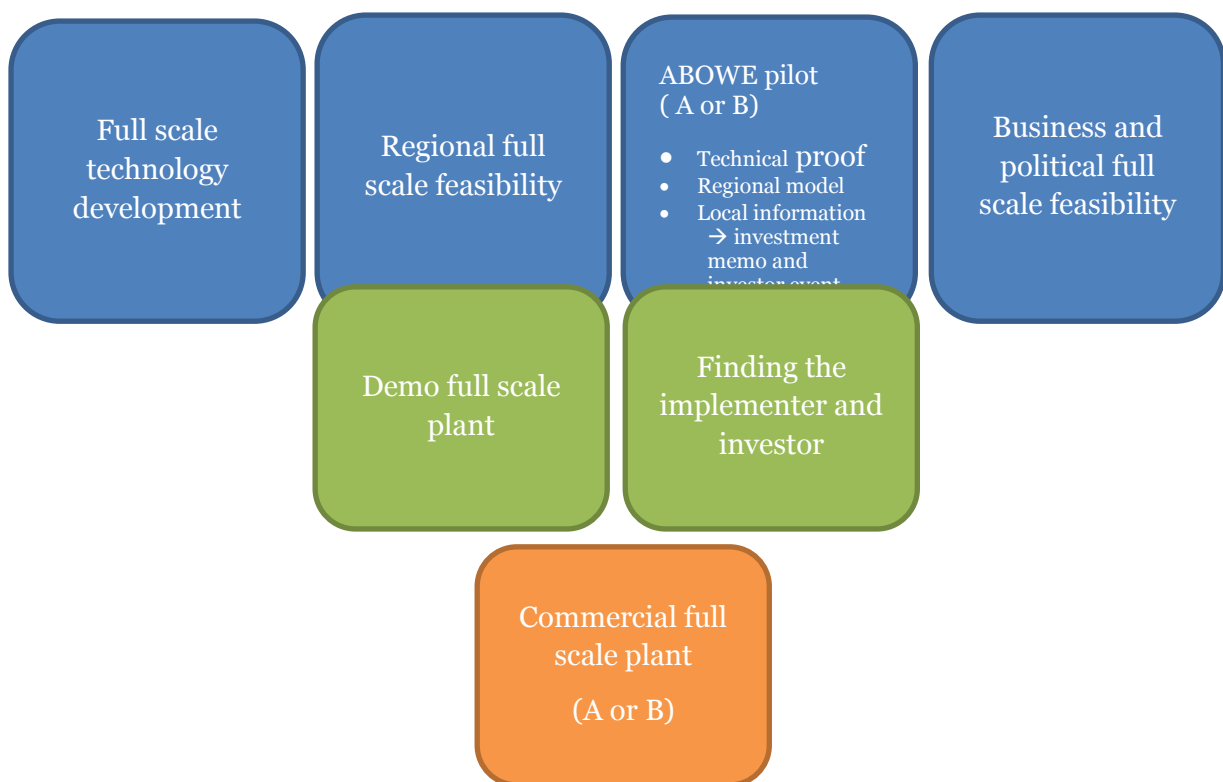 Full scale
technology
development
Regional full
scale feasibility
ABOWE pilot
( A or B)
• Technical proof
• Regional model
• Local information
→ investment
memo and
investor event
Business and
political full
scale feasibility
Demo full scale
plant
Finding the
implementer and
investor
Commercial full
scale plant
(A or B)